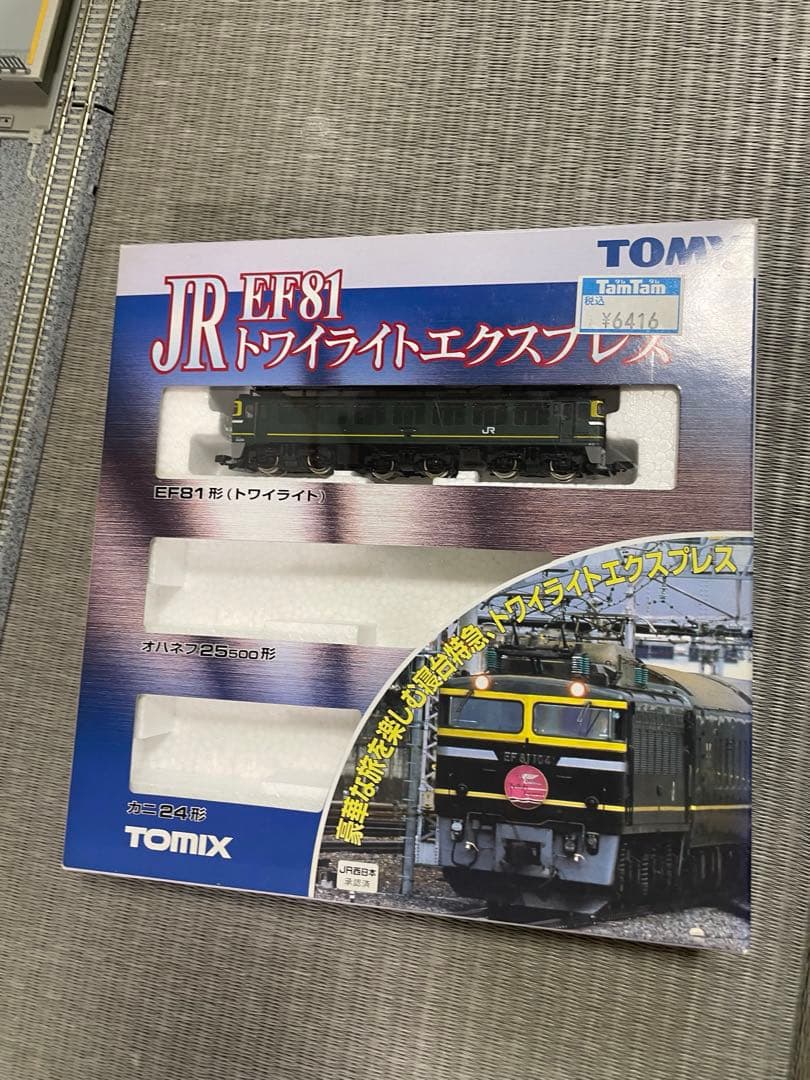 TOMY
TamTam
税込
¥6416
JR EF81
トワイライトエクスプレス
JR
EF81形(トワイライト)
オハネフ25 500形
カニ24形
TOMIX
豪華な旅を楽しむ寝台特急、トワイライトエクスプレス
EF81104
JR西日本
承認済